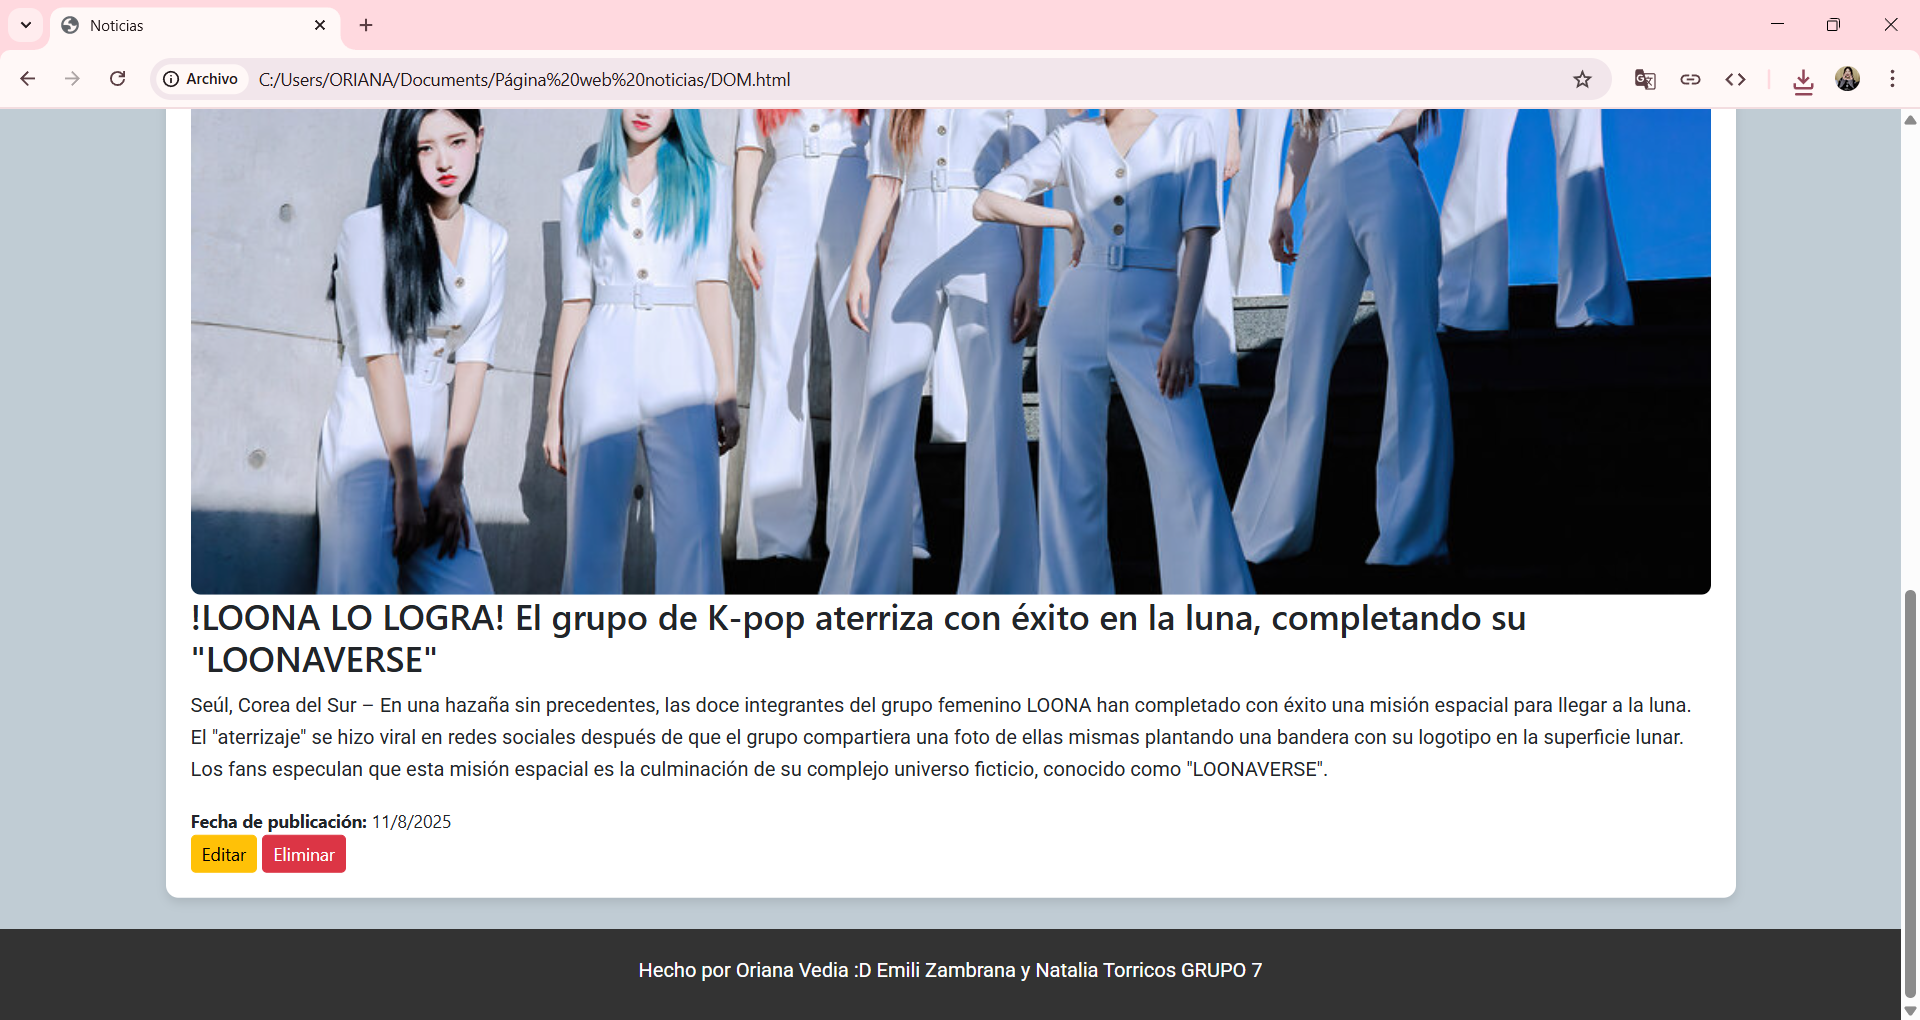 Noticias
Archivo
C:/Users/ORIANA/Documents/Página%20web%20noticias/DOM.html
!LOONA LO LOGRA! El grupo de K-pop aterriza con éxito en la luna, completando su
"LOONAVERSE"
Seúl, Corea del Sur – En una hazaña sin precedentes, las doce integrantes del grupo femenino LOONA han completado con éxito una misión espacial para llegar a la luna.
El "aterrizaje" se hizo viral en redes sociales después de que el grupo compartiera una foto de ellas mismas plantando una bandera con su logotipo en la superficie lunar.
Los fans especulan que esta misión espacial es la culminación de su complejo universo ficticio, conocido como "LOONAVERSE".
Fecha de publicación: 11/8/2025
Editar Eliminar
Hecho por Oriana Vedia :D Emili Zambrana y Natalia Torricos GRUPO 7